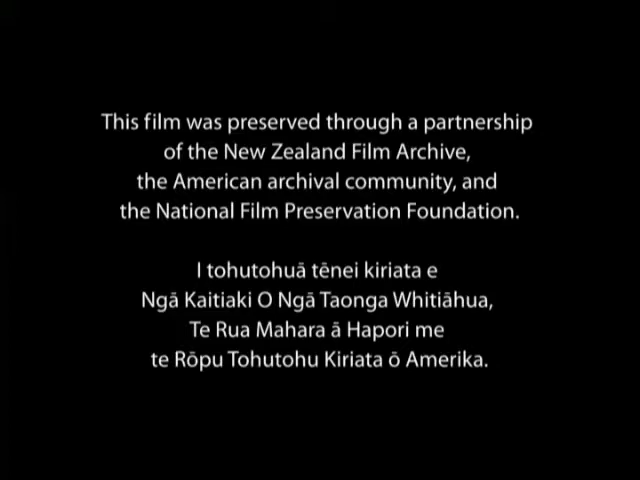 This film was preserved through a partnership
of the New Zealand Film Archive,
the American archival community, and
the National Film Preservation Foundation.
I tohutohuā tēnei kiriata e
Ngā Kaitiaki O Ngā Taonga Whitiāhua,
Te Rua Mahara ā Hapori me
te Rōpu Tohutohu Kiriata ō Amerika.